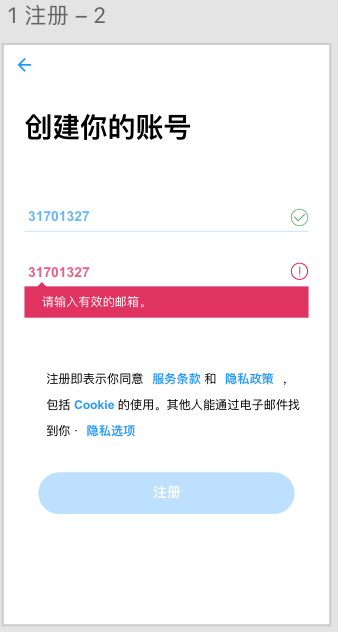 1 注册 – 2
创建你的账号
31701327
31701327
请输入有效的邮箱。
注册即表示你同意 服务条款 和 隐私政策 ，
包括 Cookie 的使用。其他人能通过电子邮件找
到你 · 隐私选项
注册